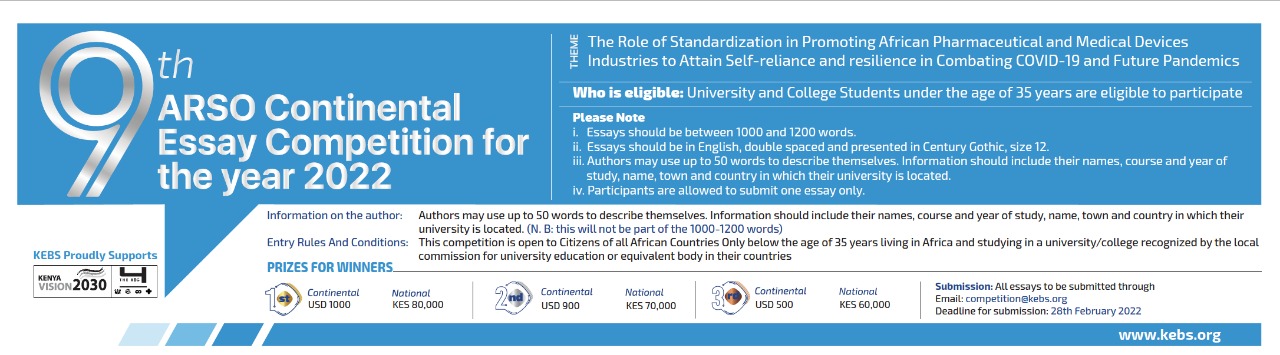 9th
ARSO Continental
Essay Competition for
the year 2022
THEME
The Role of Standardization in Promoting African Pharmaceutical and Medical Devices
Industries to Attain Self-reliance and resilience in Combating COVID-19 and Future Pandemics
Who is eligible: University and College Students under the age of 35 years are eligible to participate
Please Note
i. Essays should be between 1000 and 1200 words.
ii. Essays should be in English, double spaced and presented in Century Gothic, size 12.
iii. Authors may use up to 50 words to describe themselves. Information should include their names, course and year of
study, name, town and country in which their university is located.
iv. Participants are allowed to submit one essay only.
Information on the author: Authors may use up to 50 words to describe themselves. Information should include their names, course and year of study, name, town and country in which their
university is located. (N. B: this will not be part of the 1000-1200 words)
Entry Rules And Conditions: This competition is open to Citizens of all African Countries Only below the age of 35 years living in Africa and studying in a university/college recognized by the local
commission for university education or equivalent body in their countries
KEBS Proudly Supports
KENYA
VISION 2030
PRIZES FOR WINNERS
1st
Continental
USD 1000
National
KES 80,000
2nd
Continental
USD 900
National
KES 70,000
3rd
Continental
USD 500
National
KES 60,000
Submission: All essays to be submitted through
Email: competition@kebs.org
Deadline for submission: 28th February 2022
www.kebs.org